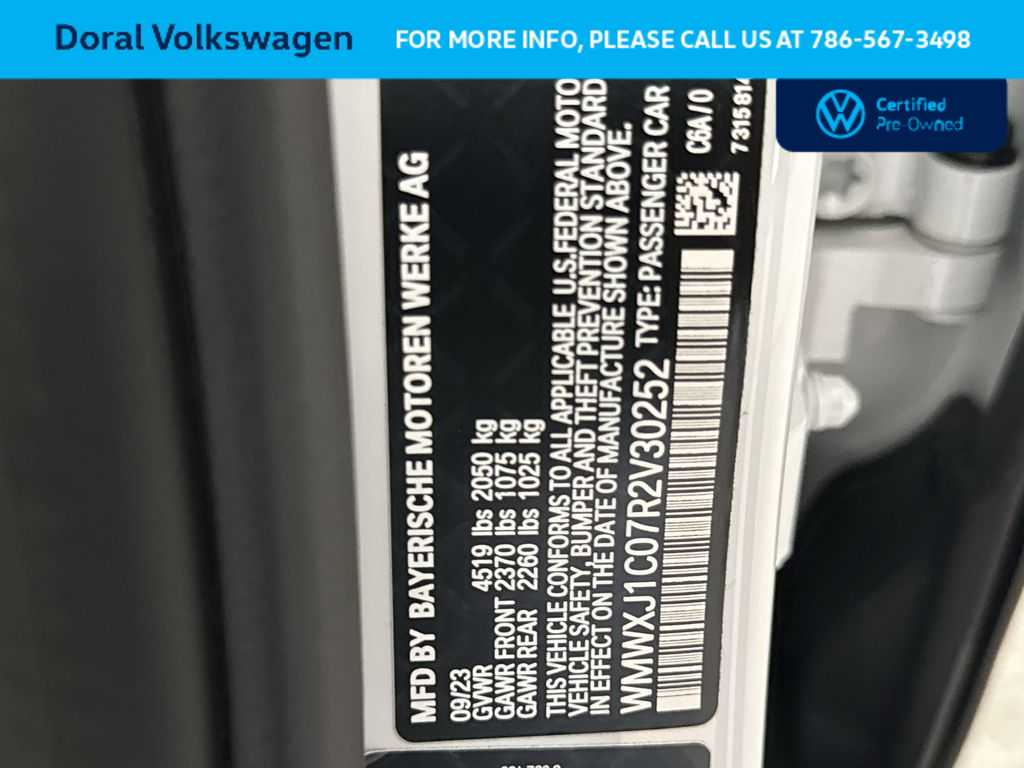 Doral Volkswagen
FOR MORE INFO, PLEASE CALL US AT 786-567-3498
Certified
Pre-Owned
MFD BY BAYERISCHE MOTOREN WERKE AG
09/23
GVWR 4519 lbs 2050 kg
GAWR FRONT 2370 lbs 1075 kg
GAWR REAR 2260 lbs 1025 kg
THIS VEHICLE CONFORMS TO ALL APPLICABLE U.S. FEDERAL MOTO
VEHICLE SAFETY, BUMPER AND THEFT PREVENTION STANDARD
IN EFFECT ON THE DATE OF MANUFACTURE SHOWN ABOVE.
WMWXJ1C07R2V30252 TYPE: PASSENGER CAR
C6A/0
7315814